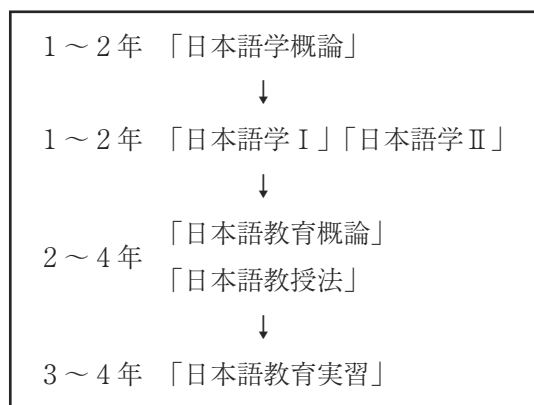 1～2年 「日本語学概論」
↓
1～2年 「日本語学Ⅰ」「日本語学Ⅱ」
↓
2～4年 「日本語教育概論」
「日本語教授法」
↓
3～4年 「日本語教育実習」